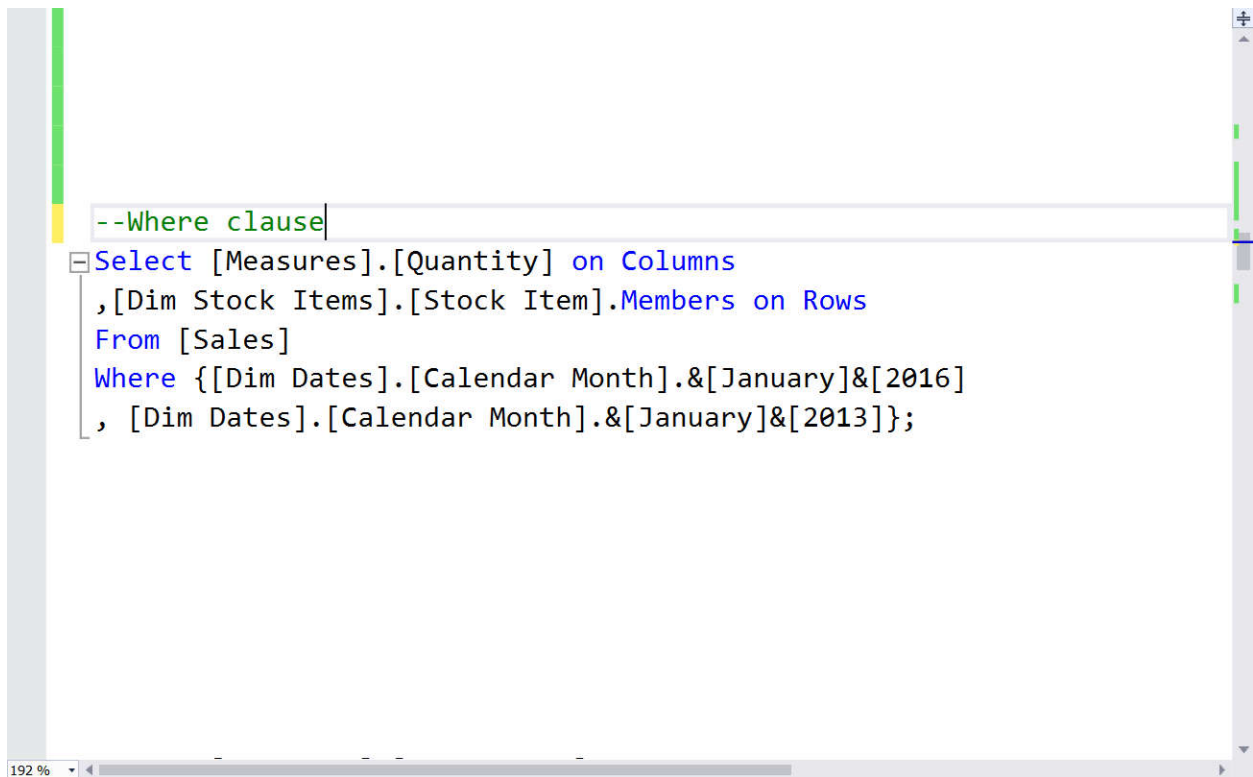 --Where clause
Select [Measures].[Quantity] on Columns
,[Dim Stock Items].[Stock Item].Members on Rows
From [Sales]
Where {[Dim Dates].[Calendar Month].&[January]&[2016]
, [Dim Dates].[Calendar Month].&[January]&[2013]};
192 %